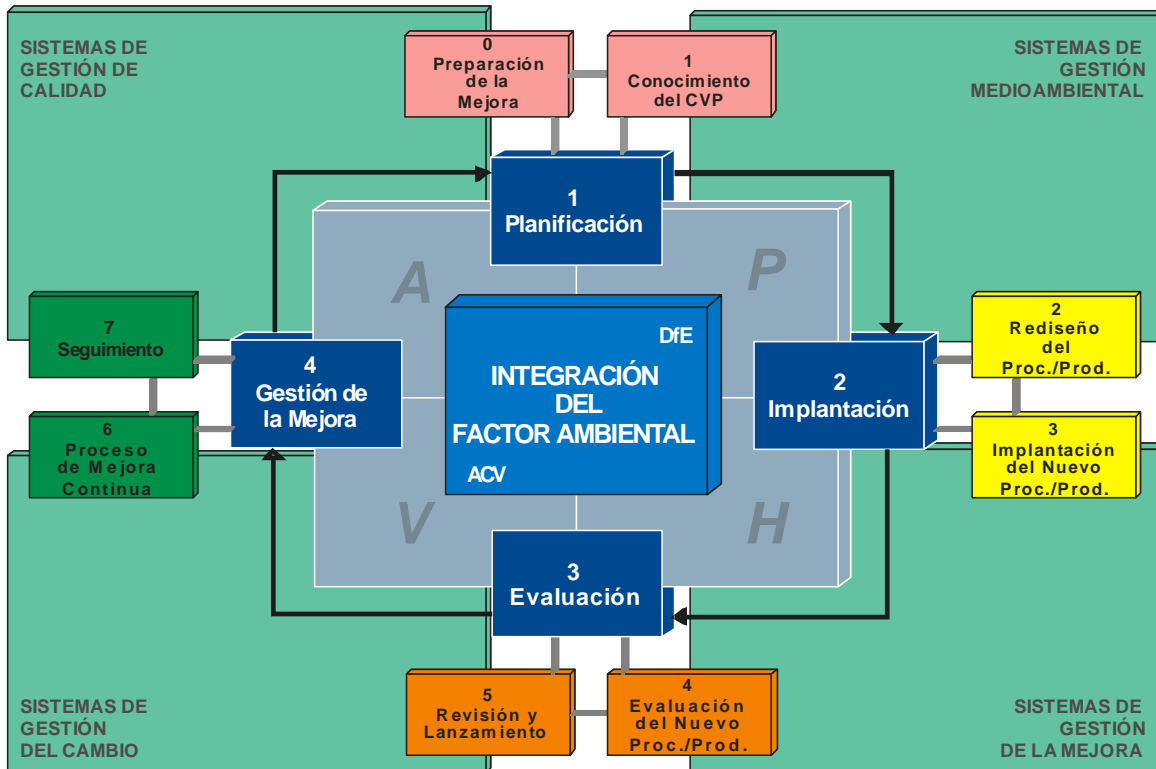 SISTEMAS DE
GESTIÓN DE
CALIDAD
0
Preparación
de la
Mejora
1
Conocimiento
del CVP
SISTEMAS DE
GESTIÓN
MEDIOAMBIENTAL
1
Planificación
A
P
7
Seguimiento
4
Gestión de
la Mejora
DfE
INTEGRACIÓN
DEL
FACTOR AMBIENTAL
ACV
2
Implantación
2
Rediseño
del
Proc./Prod.
6
Proceso
de Mejora
Continua
3
Implantación
del Nuevo
Proc./Prod.
V
H
3
Evaluación
SISTEMAS DE
GESTIÓN
DEL CAMBIO
5
Revisión y
Lanzamiento
4
Evaluación
del Nuevo
Proc./Prod.
SISTEMAS DE
GESTIÓN
DE LA MEJORA